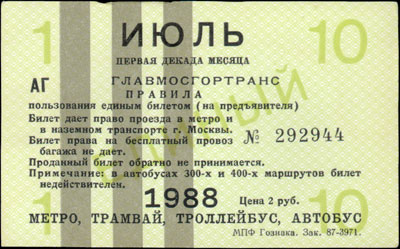 1 ИЮЛЬ 10
ПЕРВАЯ ДЕКАДА МЕСЯЦА
АГ ГЛАВМОСГОРТРАНС
ПРАВИЛА
пользования единым билетом (на предъявителя)
Билет дает право проезда в метро и
в наземном транспорте г. Москвы.
Билет права на бесплатный провоз
багажа не дает.
№ 292944
Проданный билет обратно не принимается.
Примечание: в автобусах 300-х и 400-х маршрутов билет
недействителен.
ЕДИНЫЙ
1 1988 Цена 2 руб. 10
МЕТРО, ТРАМВАЙ, ТРОЛЛЕЙБУС, АВТОБУС
МПФ Гознака. Зак. 87-3971.